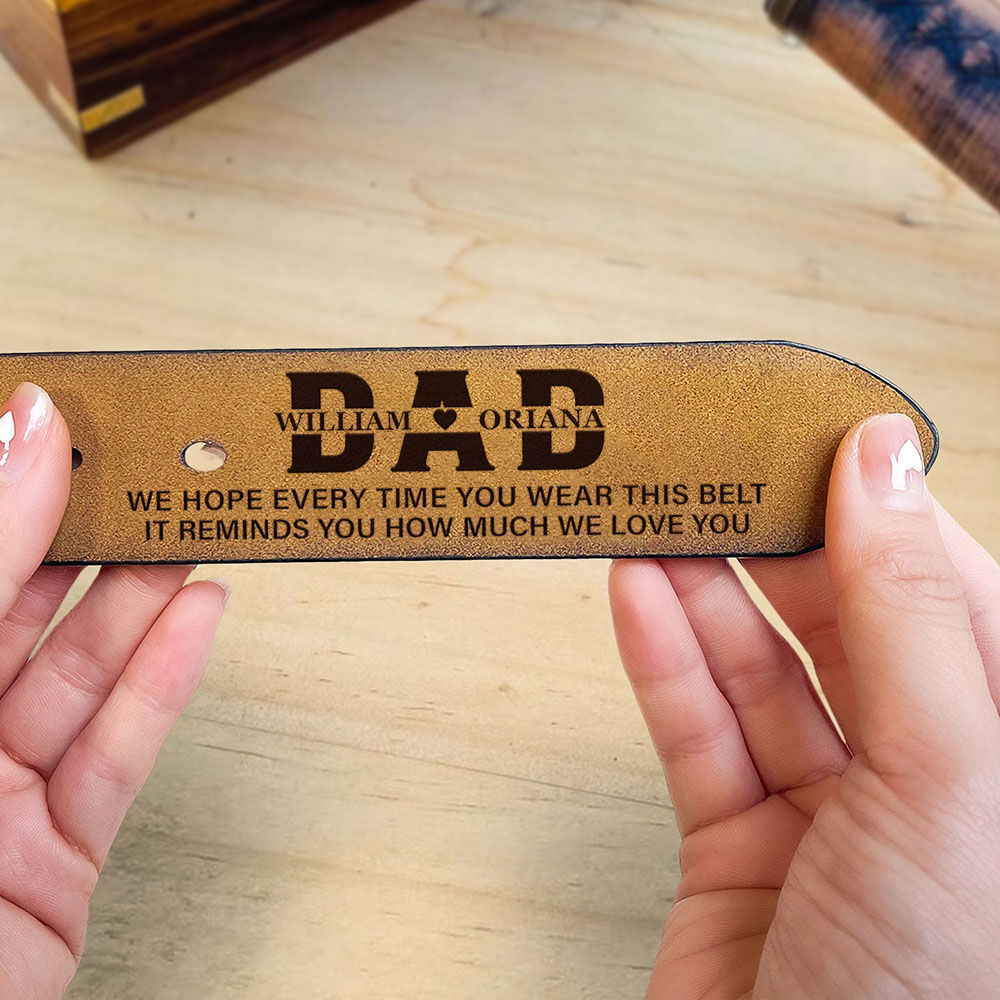 DAD
WILLIAM ♥ ORIANA
WE HOPE EVERY TIME YOU WEAR THIS BELT
IT REMINDS YOU HOW MUCH WE LOVE YOU